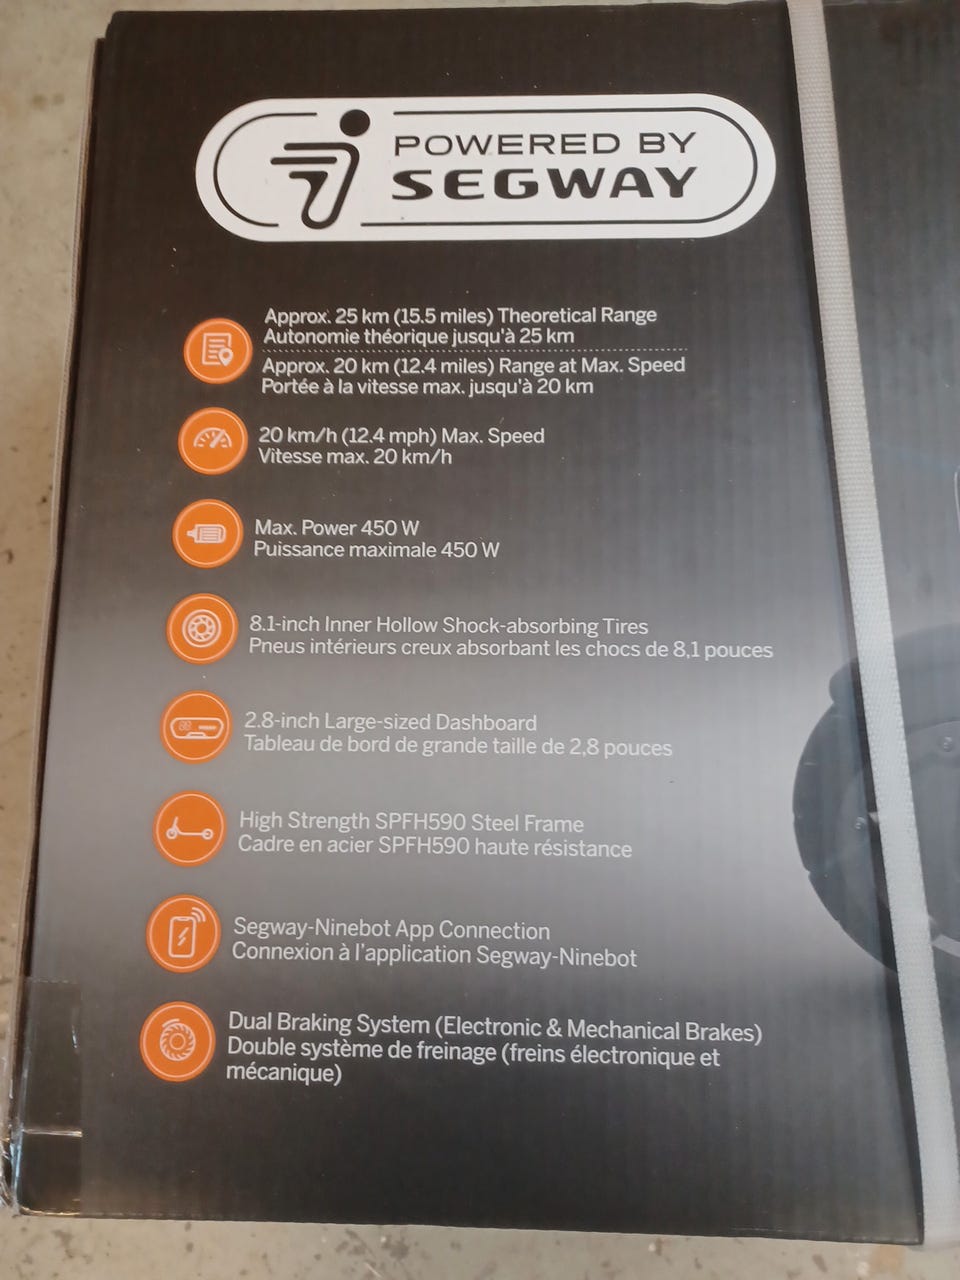 POWERED BY
SEGWAY
Approx. 25 km (15.5 miles) Theoretical Range
Autonomie théorique jusqu'à 25 km
Approx. 20 km (12.4 miles) Range at Max. Speed
Portée à la vitesse max. jusqu'à 20 km
20 km/h (12.4 mph) Max. Speed
Vitesse max. 20 km/h
Max. Power 450 W
Puissance maximale 450 W
8.1-inch Inner Hollow Shock-absorbing Tires
Pneus intérieurs creux absorbant les chocs de 8,1 pouces
2.8-inch Large-sized Dashboard
Tableau de bord de grande taille de 2,8 pouces
High Strength SPFH590 Steel Frame
Cadre en acier SPFH590 haute résistance
Segway-Ninebot App Connection
Connexion à l'application Segway-Ninebot
Dual Braking System (Electronic & Mechanical Brakes)
Double système de freinage (freins électronique et
mécanique)